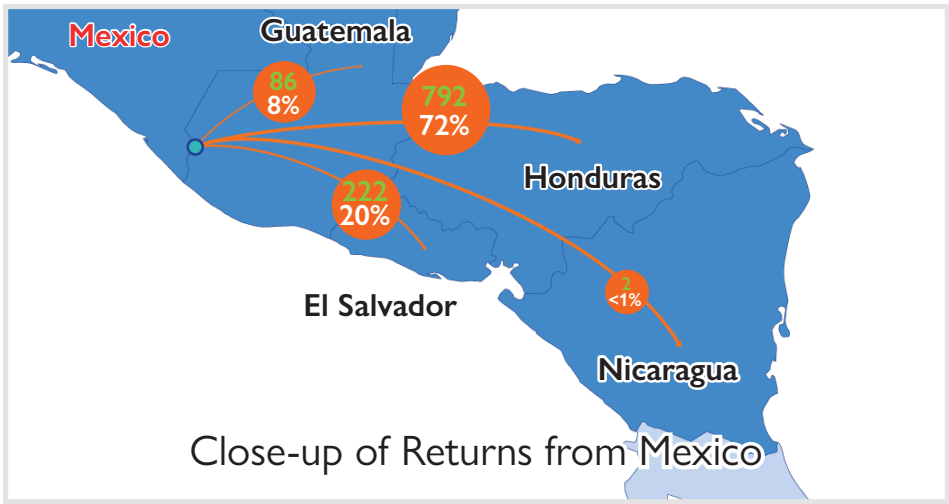 Mexico
Guatemala
86
8%
792
72%
Honduras
222
20%
El Salvador
2
<1%
Nicaragua
Close-up of Returns from Mexico